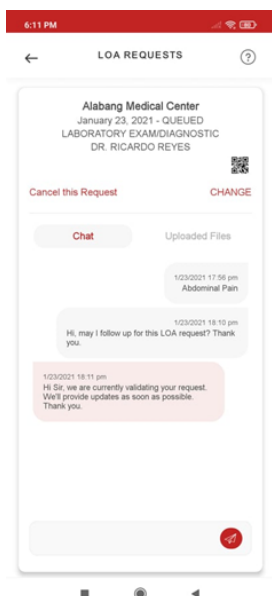 6:11 PM
LOA REQUESTS
?
Alabang Medical Center
January 23, 2021 - QUEUED
LABORATORY EXAM/DIAGNOSTIC
DR. RICARDO REYES
Cancel this Request
CHANGE
Chat
Uploaded Files
1/23/2021 17:56 pm
Abdominal Pain
1/23/2021 18:10 pm
Hi, may I follow up for this LOA request? Thank
you.
1/23/2021 18:11 pm
Hi Sir, we are currently validating your request.
We'll provide updates as soon as possible.
Thank you.